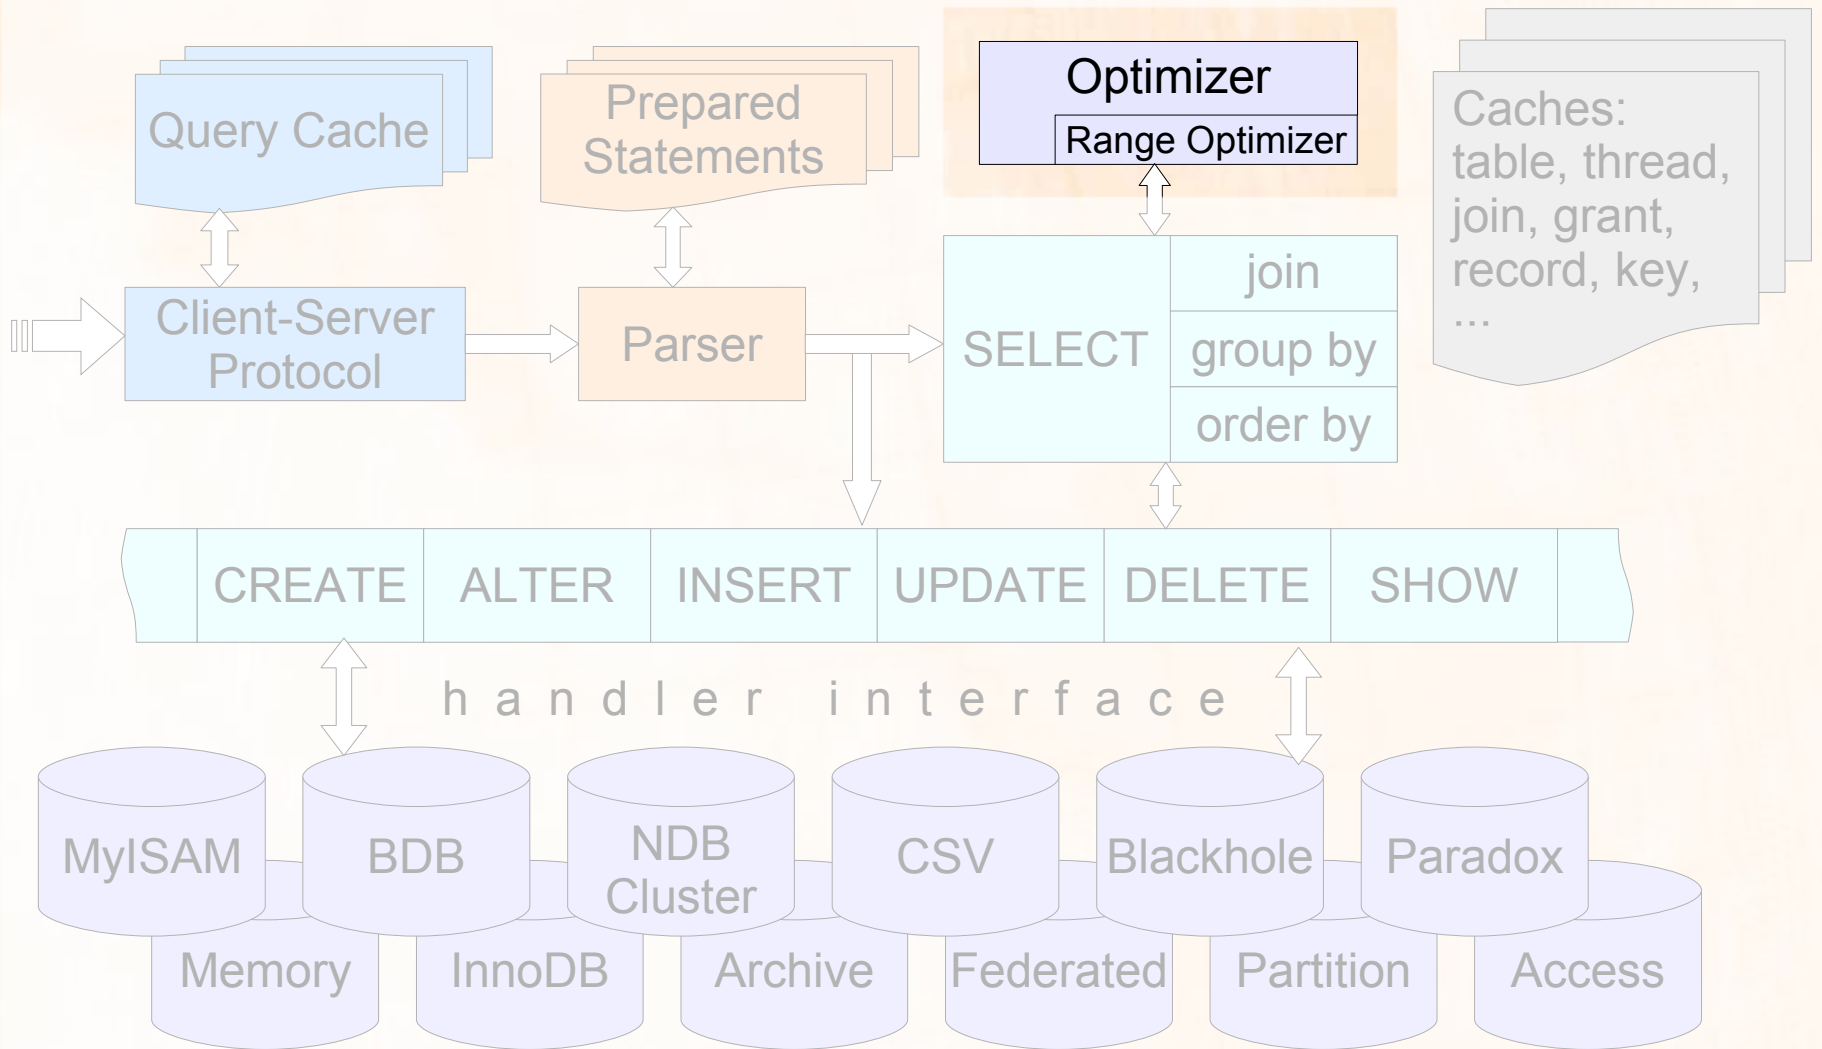 Query Cache
Prepared
Statements
Optimizer
Range Optimizer
Caches:
table, thread,
join, grant,
record, key,
...
Client-Server
Protocol
Parser
SELECT
join
group by
order by
CREATE
ALTER
INSERT
UPDATE
DELETE
SHOW
handler interface
MyISAM
BDB
NDB
Cluster
CSV
Blackhole
Paradox
Memory
InnoDB
Archive
Federated
Partition
Access